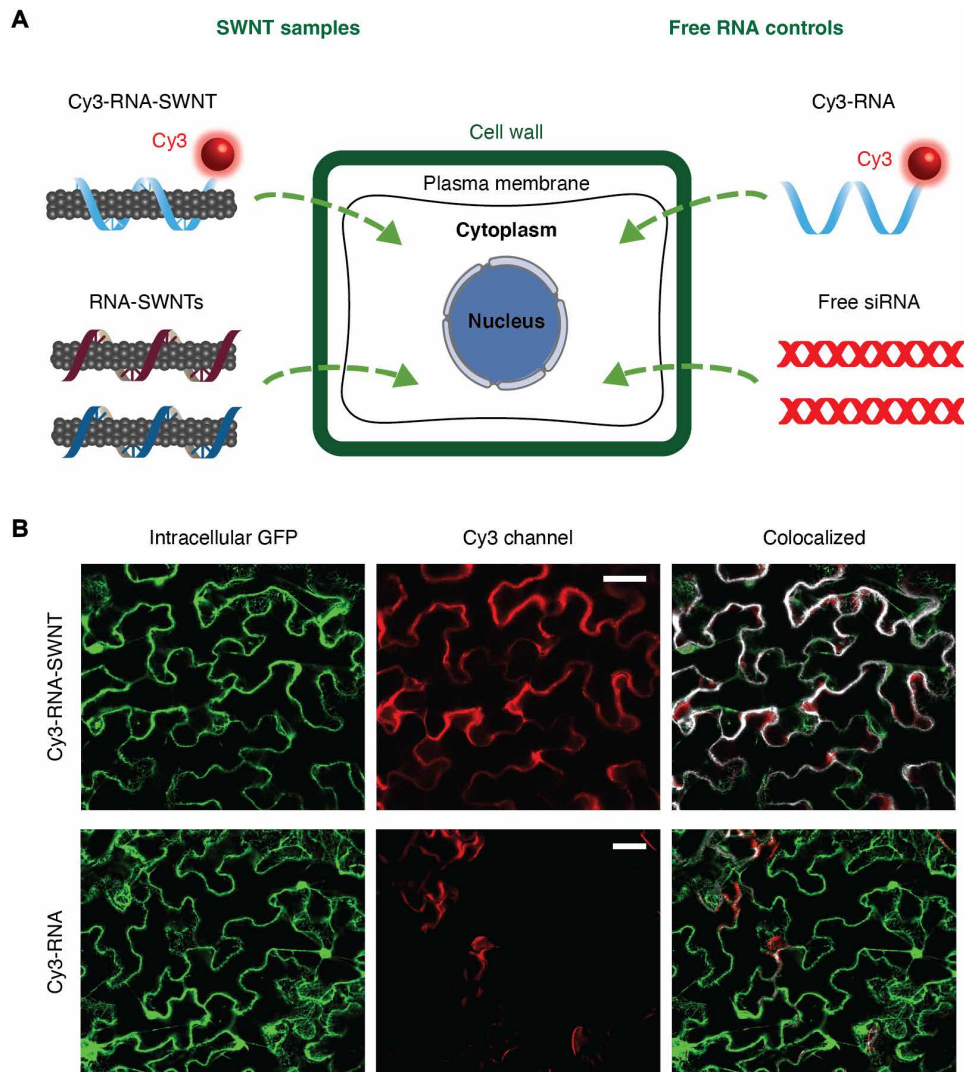 A
SWNT samples
Free RNA controls
Cy3-RNA-SWNT
Cy3
Cell wall
Plasma membrane
Cytoplasm
Nucleus
Cy3-RNA
Cy3
RNA-SWNTs
Free siRNA
B
Intracellular GFP
Cy3 channel
Colocalized
Cy3-RNA-SWNT
Cy3-RNA